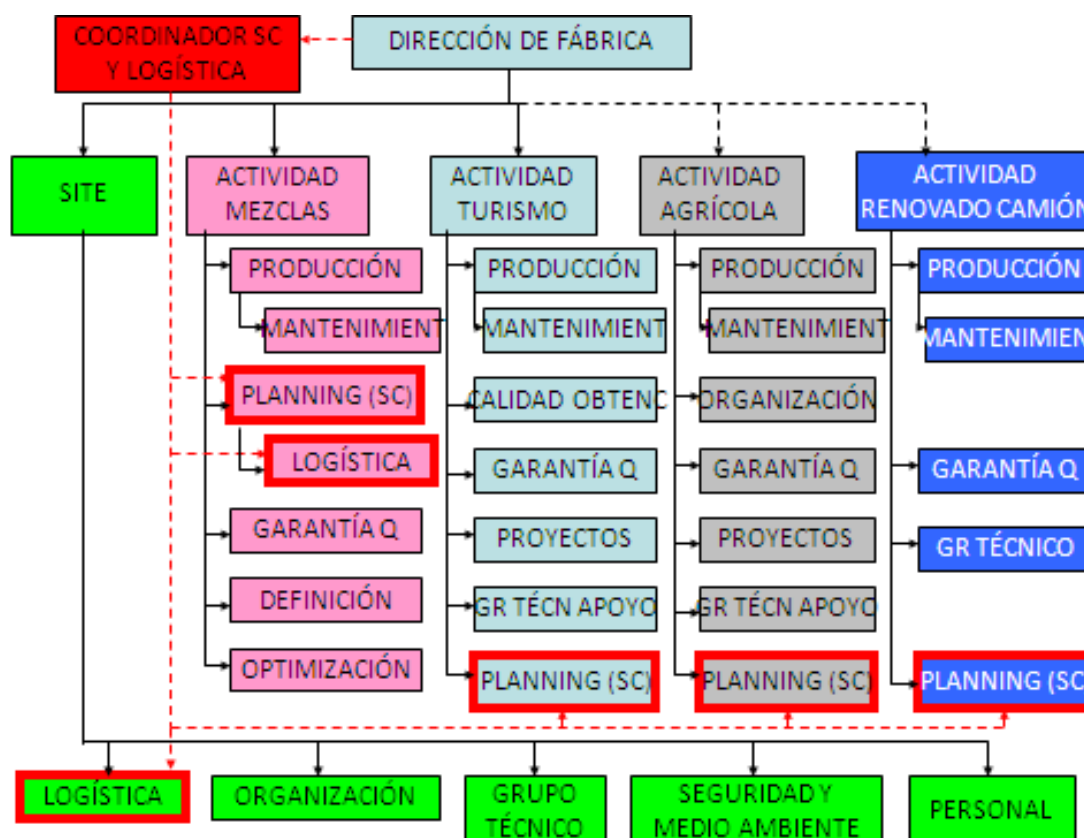 COORDINADOR SC
Y LOGÍSTICA
DIRECCIÓN DE FÁBRICA
SITE
ACTIVIDAD
MEZCLAS
ACTIVIDAD
TURISMO
ACTIVIDAD
AGRÍCOLA
ACTIVIDAD
RENOVADO CAMIÓN
PRODUCCIÓN
PRODUCCIÓN
PRODUCCIÓN
PRODUCCIÓN
MANTENIMIENT
MANTENIMIENT
MANTENIMIENT
MANTENIMIEN
PLANNING (SC)
CALIDAD OBTENC
ORGANIZACIÓN
LOGÍSTICA
GARANTÍA Q
GARANTÍA Q
GARANTÍA Q
GARANTÍA Q
PROYECTOS
PROYECTOS
GR TÉCNICO
DEFINICIÓN
GR TÉCN APOYO
GR TÉCN APOYO
OPTIMIZACIÓN
PLANNING (SC)
PLANNING (SC)
PLANNING (SC
LOGÍSTICA
ORGANIZACIÓN
GRUPO
TÉCNICO
SEGURIDAD Y
MEDIO AMBIENTE
PERSONAL